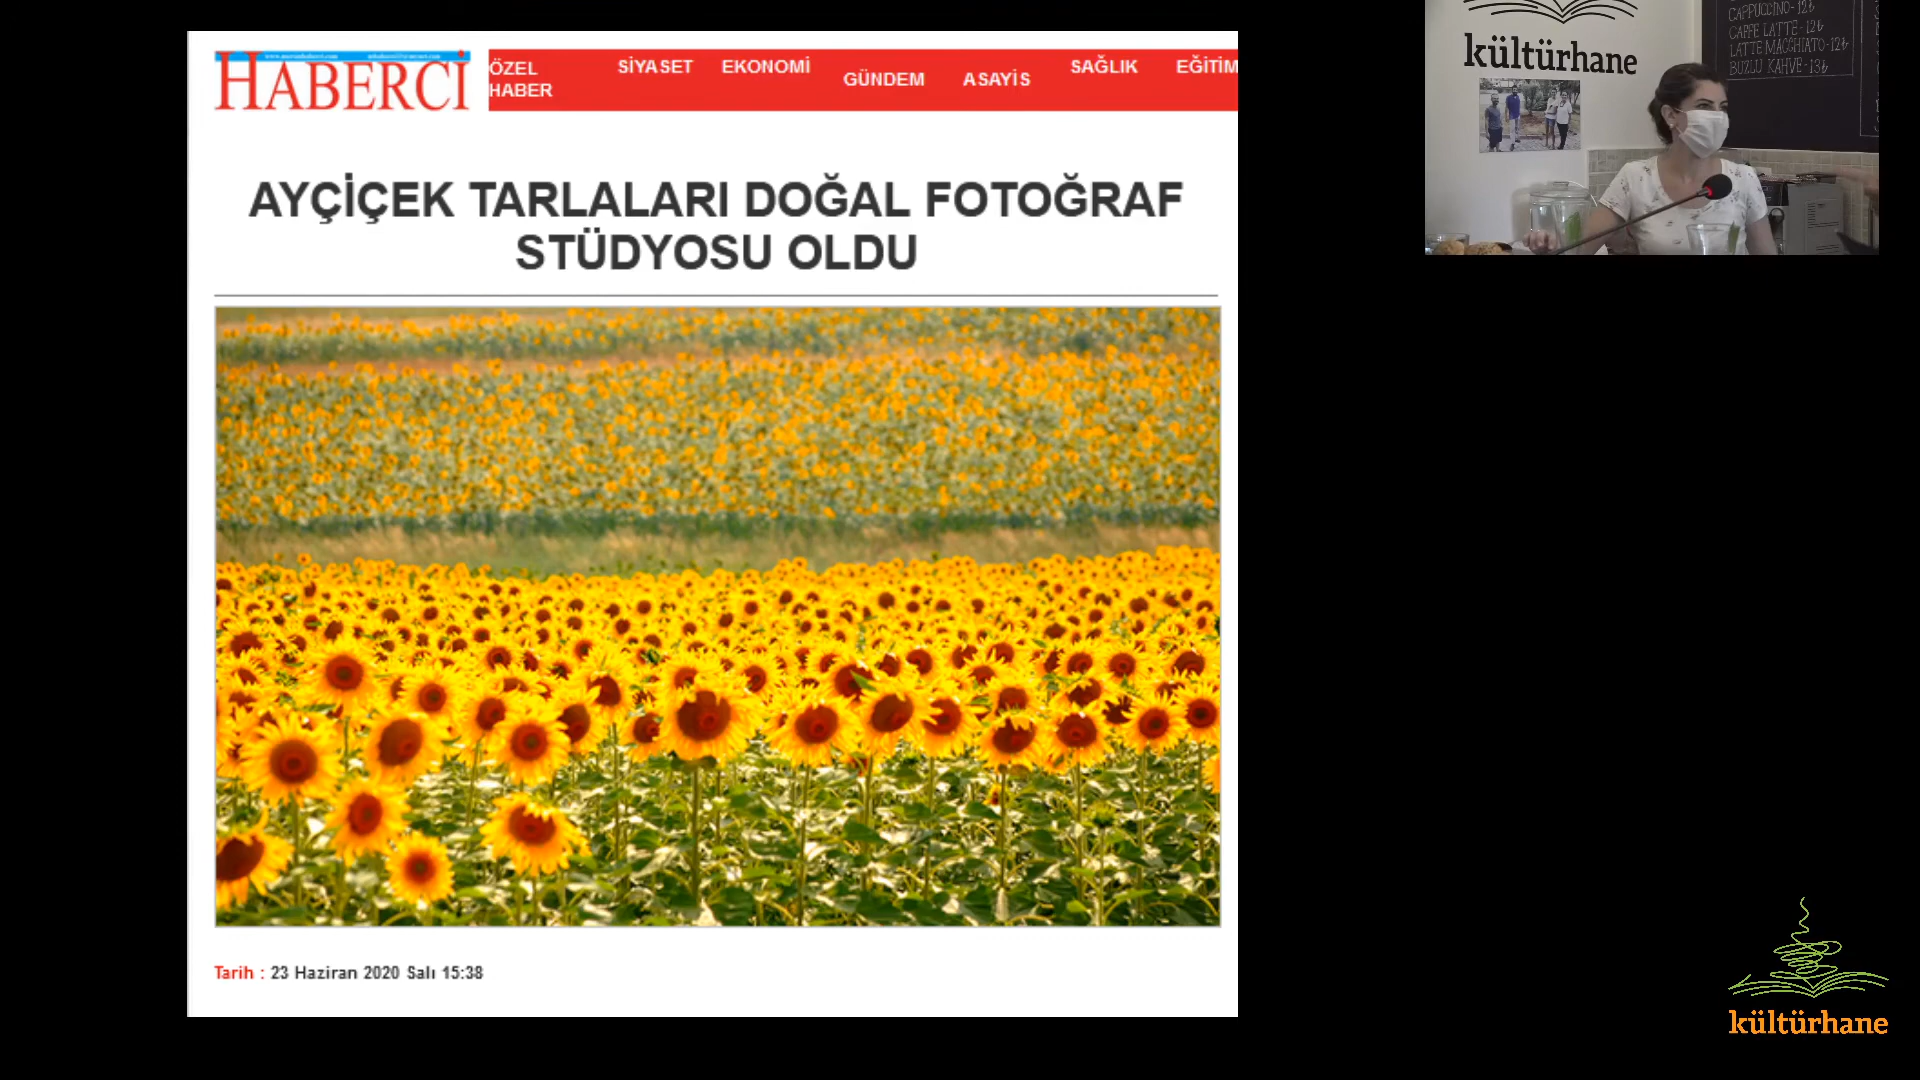 HABERCİ
ÖZEL HABER
SİYASET
EKONOMİ
GÜNDEM
ASAYİS
SAĞLIK
EĞİTİM
AYÇİÇEK TARLALARI DOĞAL FOTOĞRAF
STÜDYOSU OLDU
Tarih : 23 Haziran 2020 Salı 15:38
kültürhane
CAPPUCCINO-12₺
CAFFE LATTE-12₺
LATTE MACCHIATO-12₺
BUZLU KAHVE-13₺
kültürhane